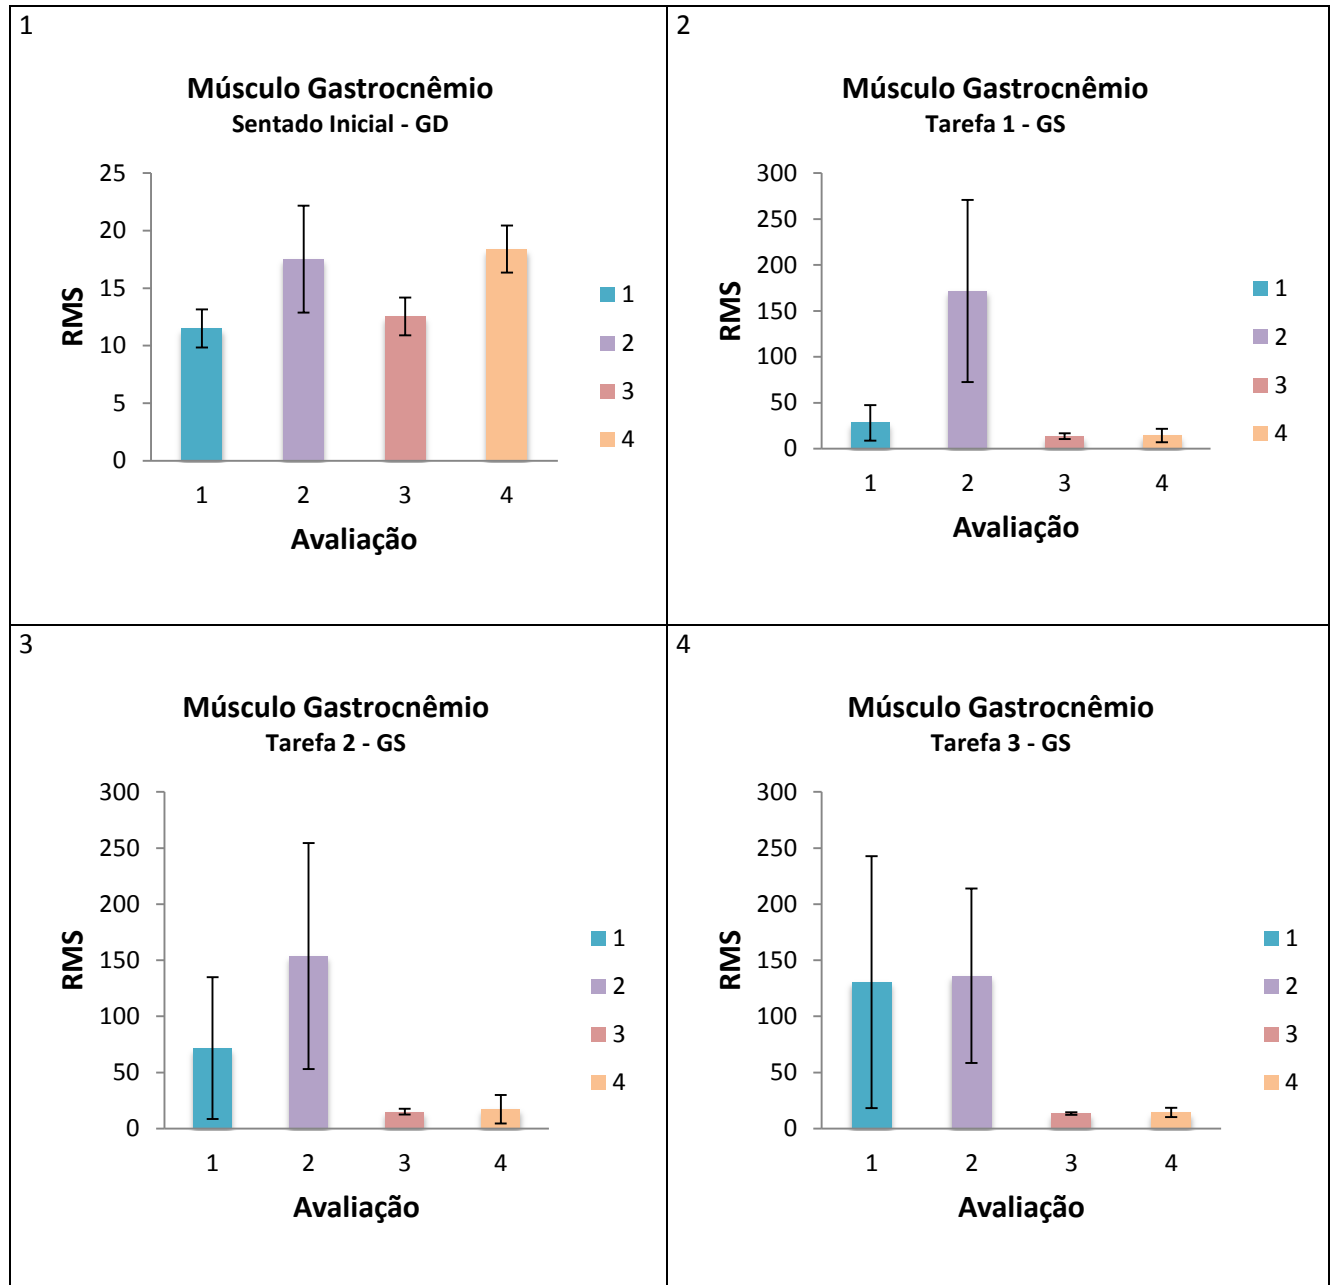 1
Músculo Gastrocnêmio
Sentado Inicial - GD
25
20
15
10
5
0
RMS
1
2
3
4
1 2 3 4
Avaliação
2
Músculo Gastrocnêmio
Tarefa 1 - GS
300
250
200
150
100
50
0
RMS
1
2
3
4
1 2 3 4
Avaliação
3
Músculo Gastrocnêmio
Tarefa 2 - GS
300
250
200
150
100
50
0
RMS
1
2
3
4
1 2 3 4
Avaliação
4
Músculo Gastrocnêmio
Tarefa 3 - GS
300
250
200
150
100
50
0
RMS
1
2
3
4
1 2 3 4
Avaliação